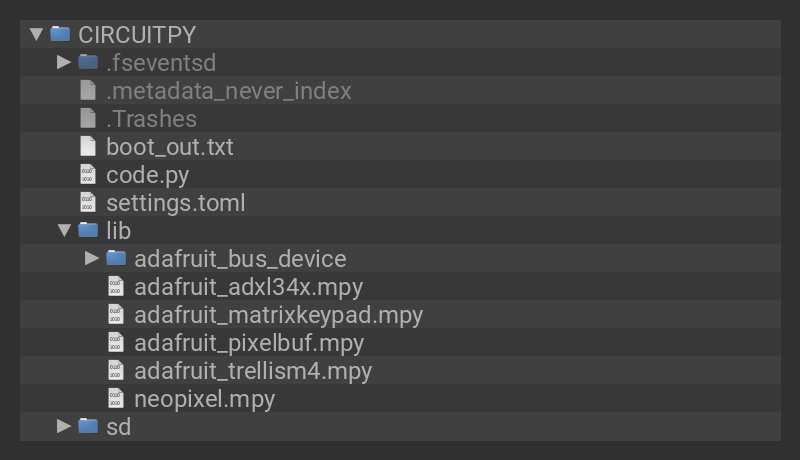 CIRCUITPY
.fseventsd
.metadata_never_index
.Trashes
boot_out.txt
code.py
settings.toml
lib
adafruit_bus_device
adafruit_adxl34x.mpy
adafruit_matrixkeypad.mpy
adafruit_pixelbuf.mpy
adafruit_trellism4.mpy
neopixel.mpy
sd